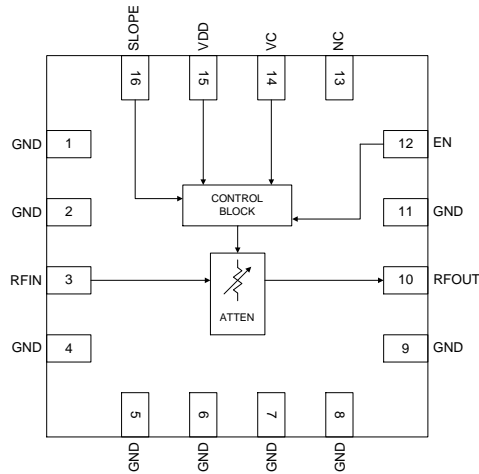 SLOPE VDD VC NC
16 15 14 13
GND 1
12 EN
CONTROL
BLOCK
GND 2
11 GND
RFIN 3
10 RFOUT
ATTEN
GND 4
9 GND
5 6 7 8
GND GND GND GND